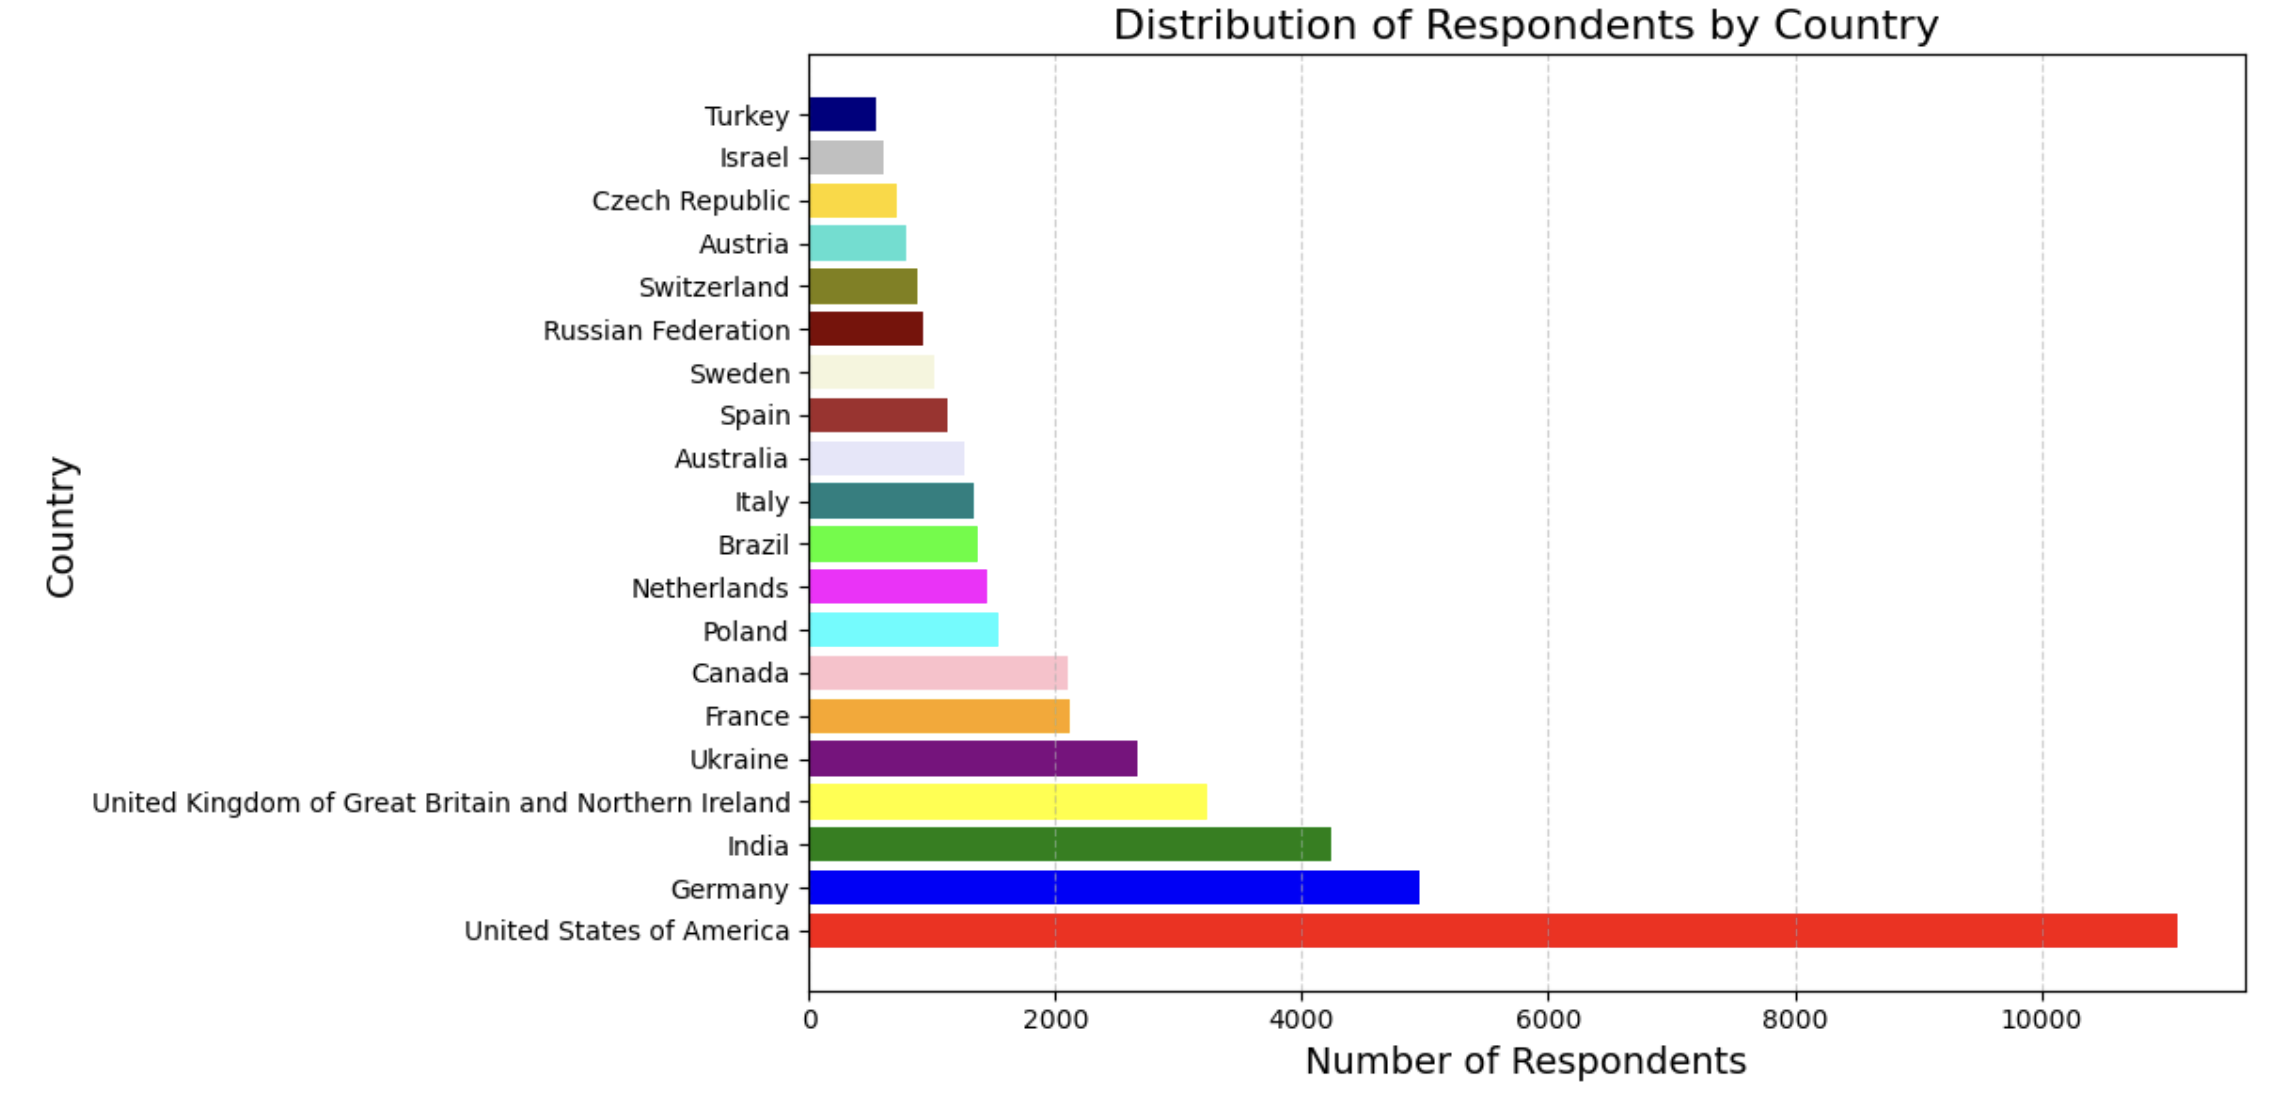 Distribution of Respondents by Country
Turkey
Israel
Czech Republic
Austria
Switzerland
Russian Federation
Sweden
Spain
Australia
Italy
Brazil
Netherlands
Poland
Canada
France
Ukraine
United Kingdom of Great Britain and Northern Ireland
India
Germany
United States of America
Country
0 2000 4000 6000 8000 10000
Number of Respondents